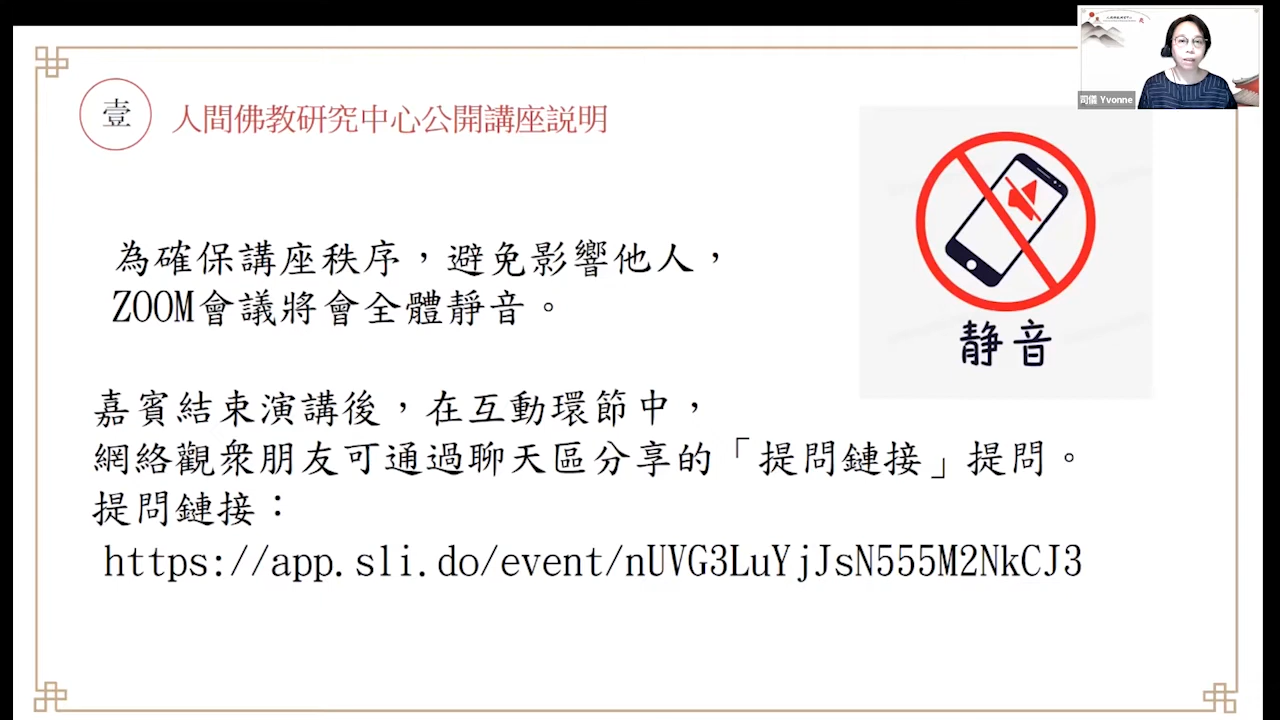 壹
人間佛教研究中心公開講座説明
司儀 Yvonne
為確保講座秩序，避免影響他人，
ZOOM會議將會全體靜音。
静音
嘉賓結束演講後，在互動環節中，
網絡觀衆朋友可通過聊天區分享的「提問鏈接」提問。
提問鏈接：
https://app.sli.do/event/nUVG3LuYjJsN555M2NkCJ3